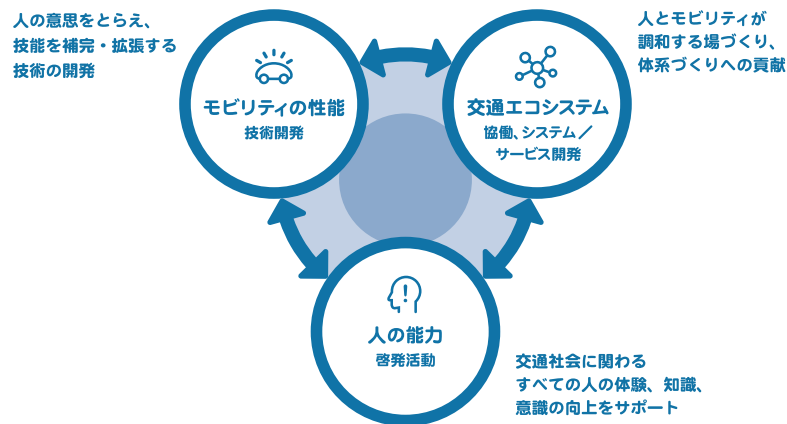 人の意思をとらえ、
技能を補完・拡張する
技術の開発
モビリティの性能
技術開発
交通エコシステム
協働、システム／
サービス開発
人とモビリティが
調和する場づくり、
体系づくりへの貢献
人の能力
啓発活動
交通社会に関わる
すべての人の体験、知識、
意識の向上をサポート